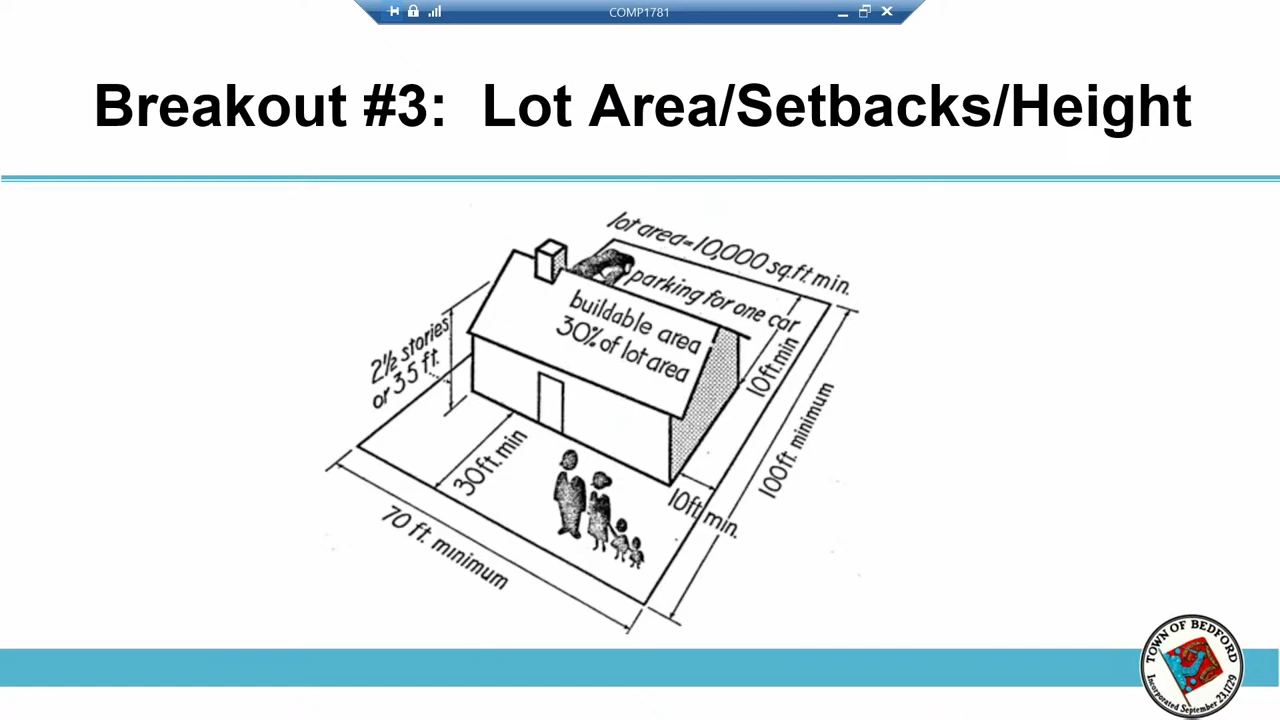 COMP1781
Breakout #3: Lot Area/Setbacks/Height
lot area=10,000 sq.ft.min.
parking for one car
buildable area
30% of lot area
2½ stories
or 35 ft.
10ft.min
100ft. minimum
30ft.min
10ft.min.
70 ft. minimum
TOWN OF BEDFORD
Incorporated September 23,1729